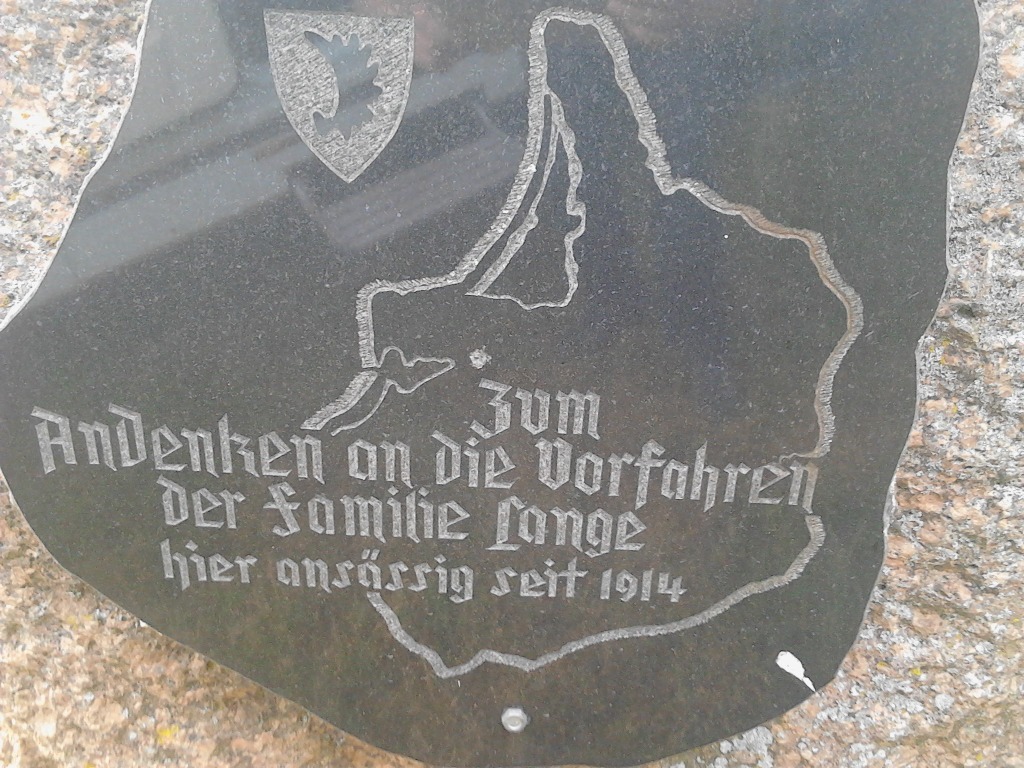 Zum
Andenken an die Vorfahren
der Familie Lange
hier ansässig seit 1914